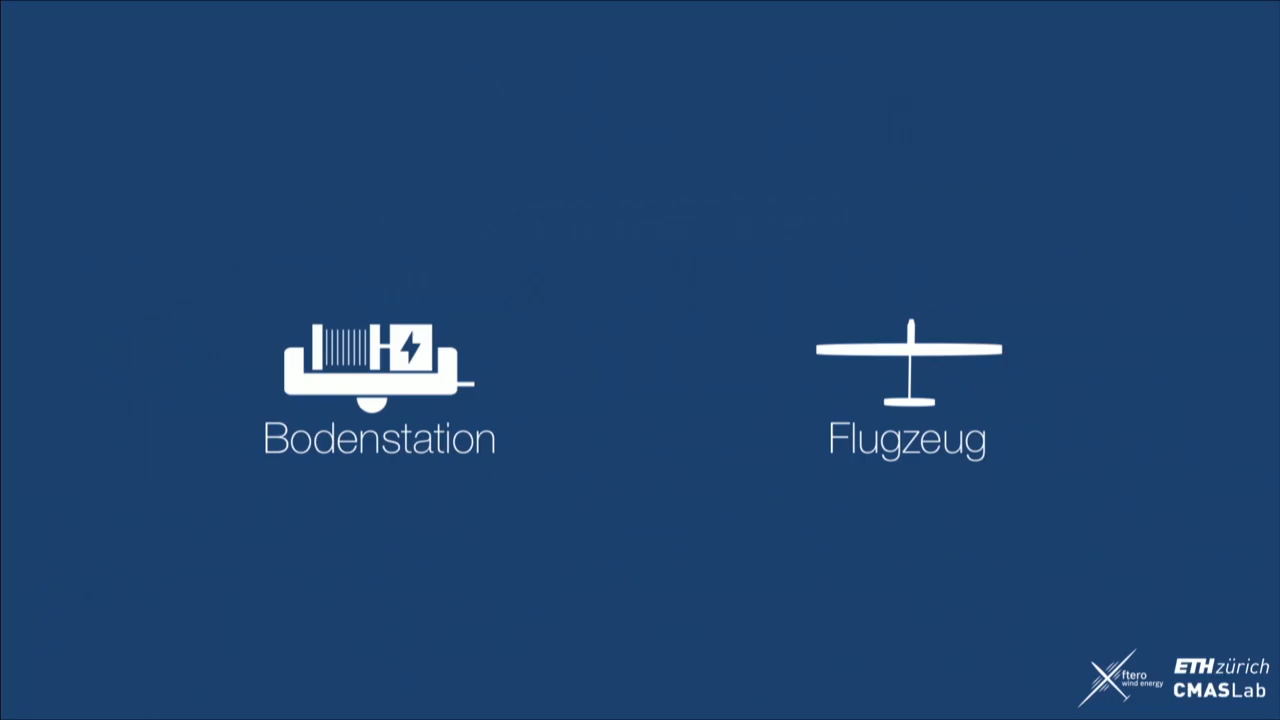 Bodenstation
Flugzeug
ftero
wind energy
ETH zürich
CMASLab